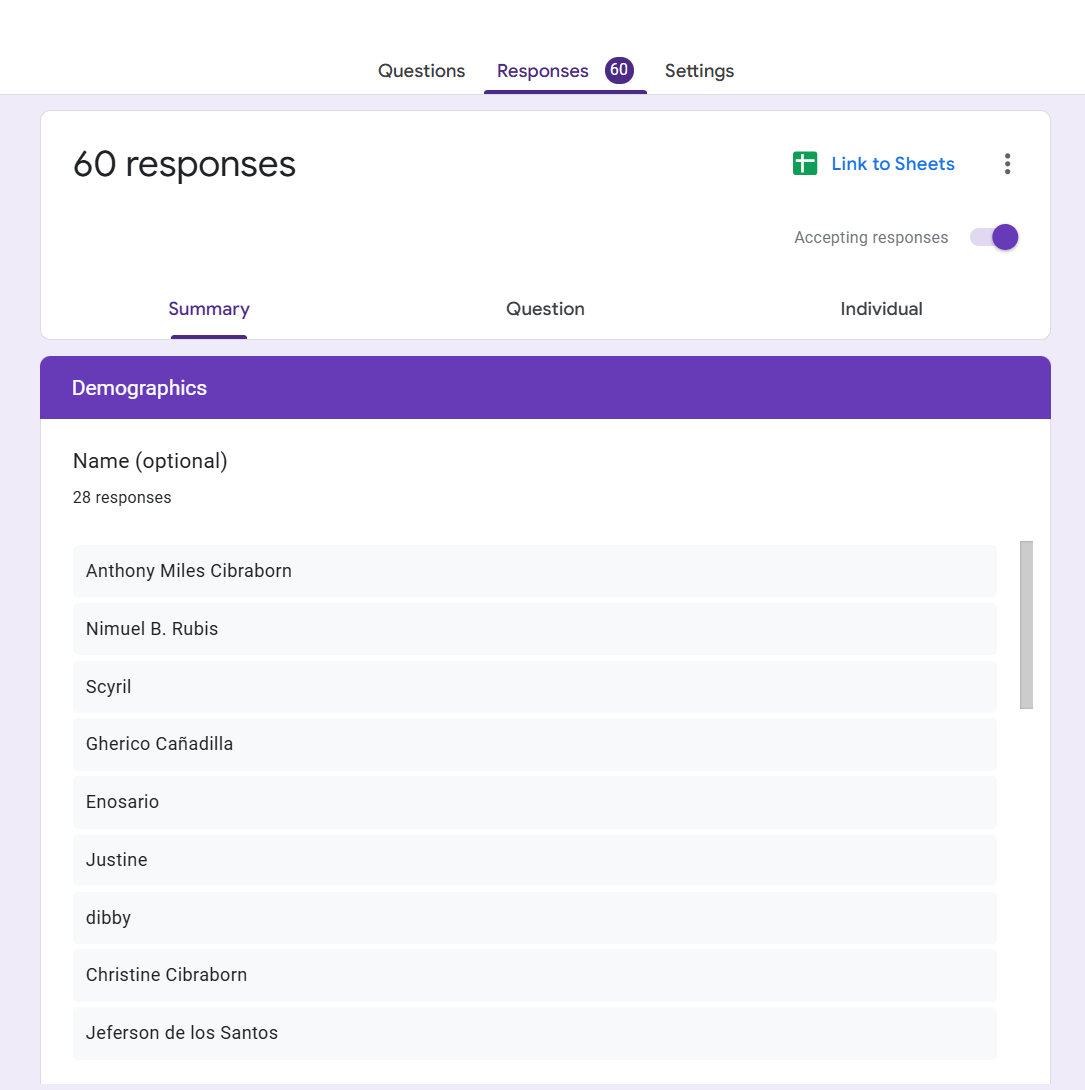 Questions Responses 60 Settings
60 responses
Link to Sheets
Accepting responses
Summary Question Individual
Demographics
Name (optional)
28 responses
Anthony Miles Cibraborn
Nimuel B. Rubis
Scyril
Gherico Cañadilla
Enosario
Justine
dibby
Christine Cibraborn
Jeferson de los Santos